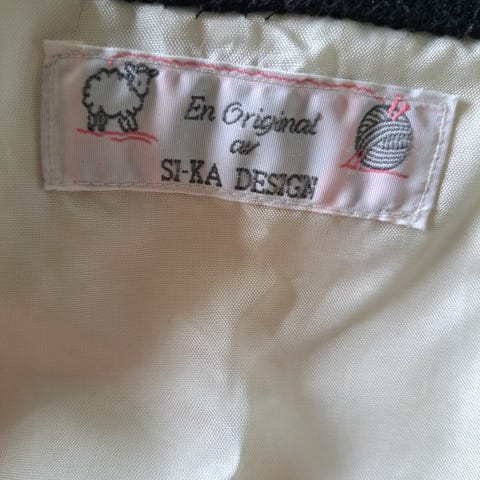 En Original
av
SI-KA DESIGN